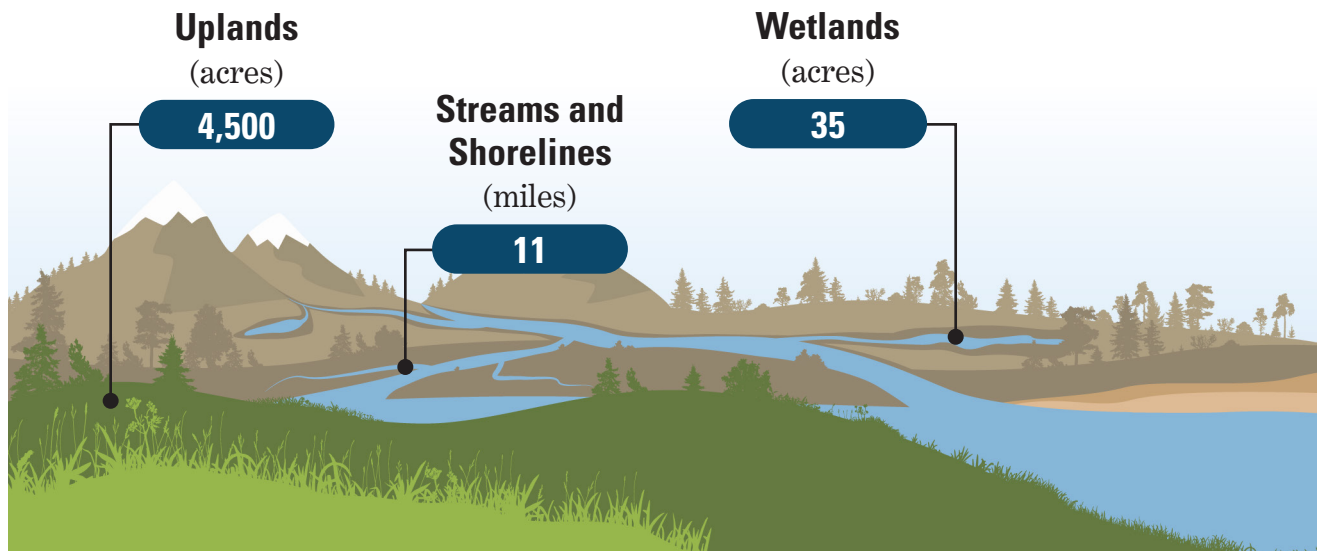 Uplands
(acres)
4,500
Streams and
Shorelines
(miles)
11
Wetlands
(acres)
35